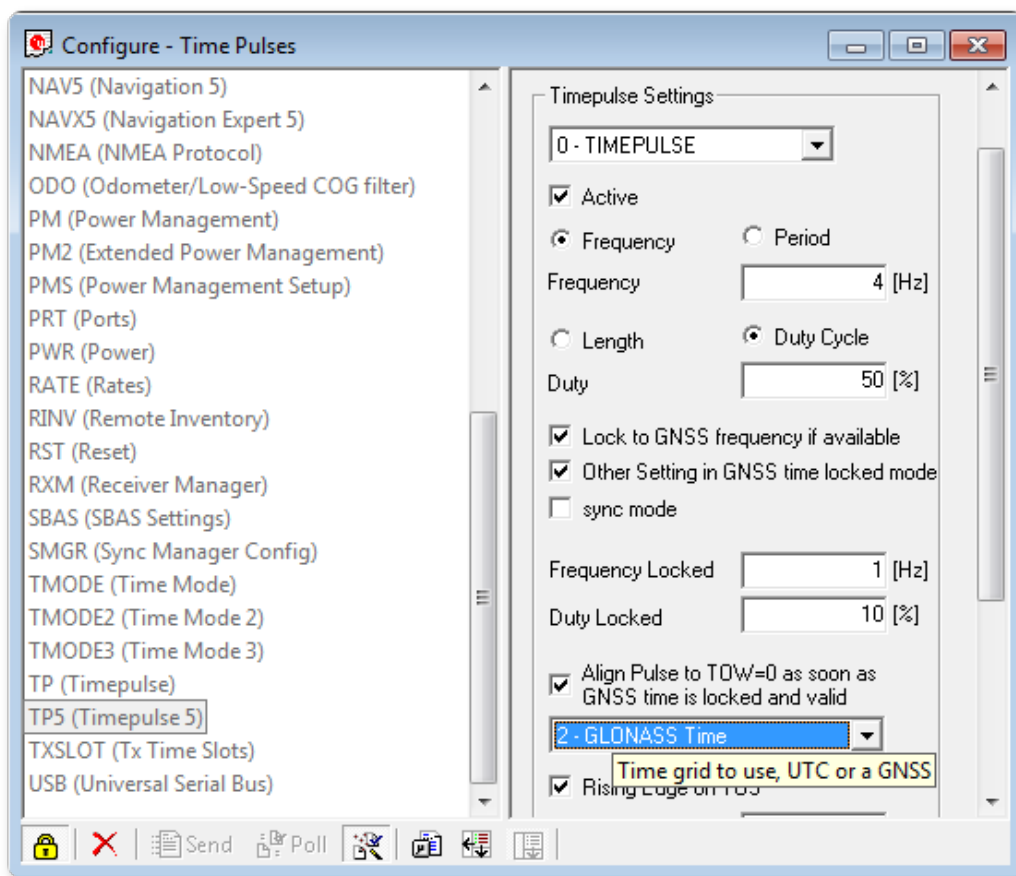 Configure - Time Pulses
NAV5 (Navigation 5)
NAVX5 (Navigation Expert 5)
NMEA (NMEA Protocol)
ODO (Odometer/Low-Speed COG filter)
PM (Power Management)
PM2 (Extended Power Management)
PMS (Power Management Setup)
PRT (Ports)
PWR (Power)
RATE (Rates)
RINV (Remote Inventory)
RST (Reset)
RXM (Receiver Manager)
SBAS (SBAS Settings)
SMGR (Sync Manager Config)
TMODE (Time Mode)
TMODE2 (Time Mode 2)
TMODE3 (Time Mode 3)
TP (Timepulse)
TP5 (Timepulse 5)
TXSLOT (Tx Time Slots)
USB (Universal Serial Bus)
Timepulse Settings
0 - TIMEPULSE
Active
Frequency Period
Frequency 4 [Hz]
Length Duty Cycle
Duty 50 [%]
Lock to GNSS frequency if available
Other Setting in GNSS time locked mode
sync mode
Frequency Locked 1 [Hz]
Duty Locked 10 [%]
Align Pulse to TOW=0 as soon as
GNSS time is locked and valid
2 - GLONASS Time
Time grid to use, UTC or a GNSS
Rising Edge on
Send Poll